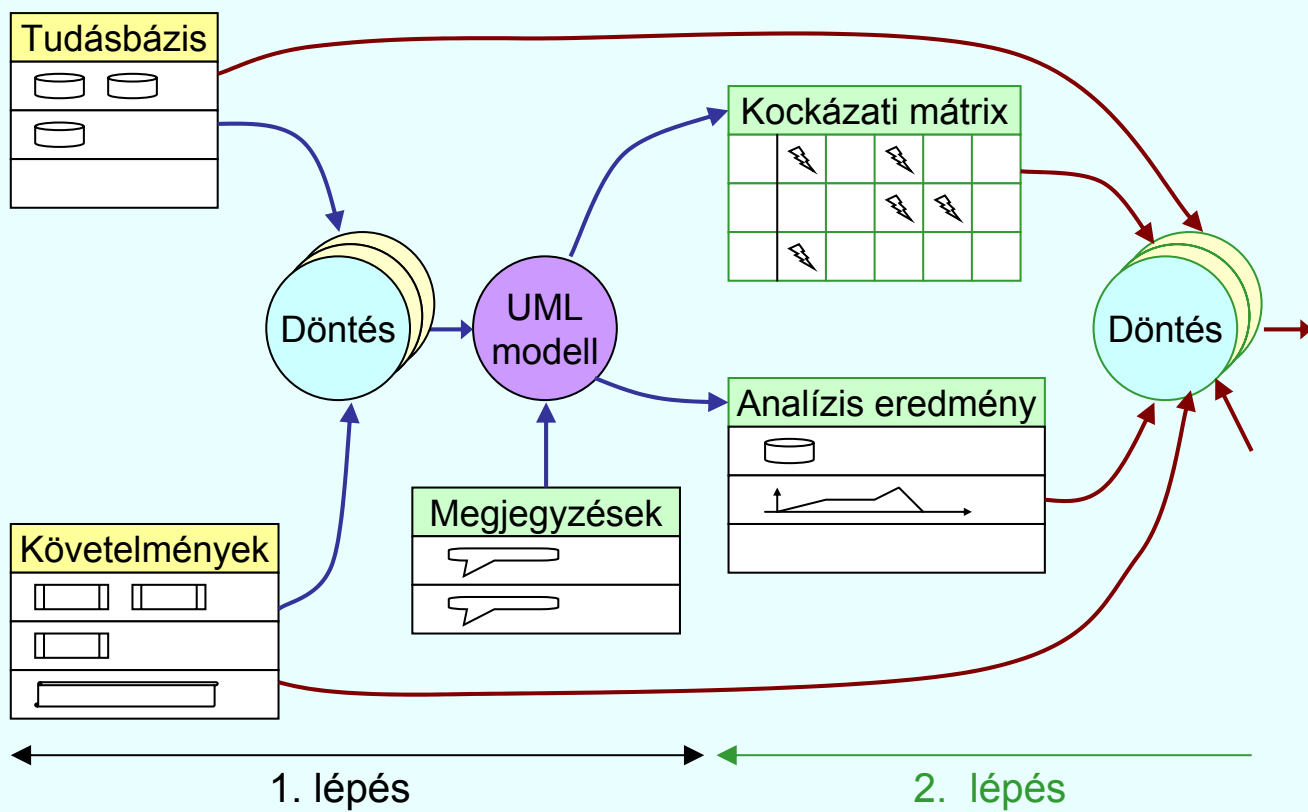 Tudásbázis
Kockázati mátrix
Döntés
UML
modell
Döntés
Analízis eredmény
Megjegyzések
Követelmények
1. lépés
2. lépés